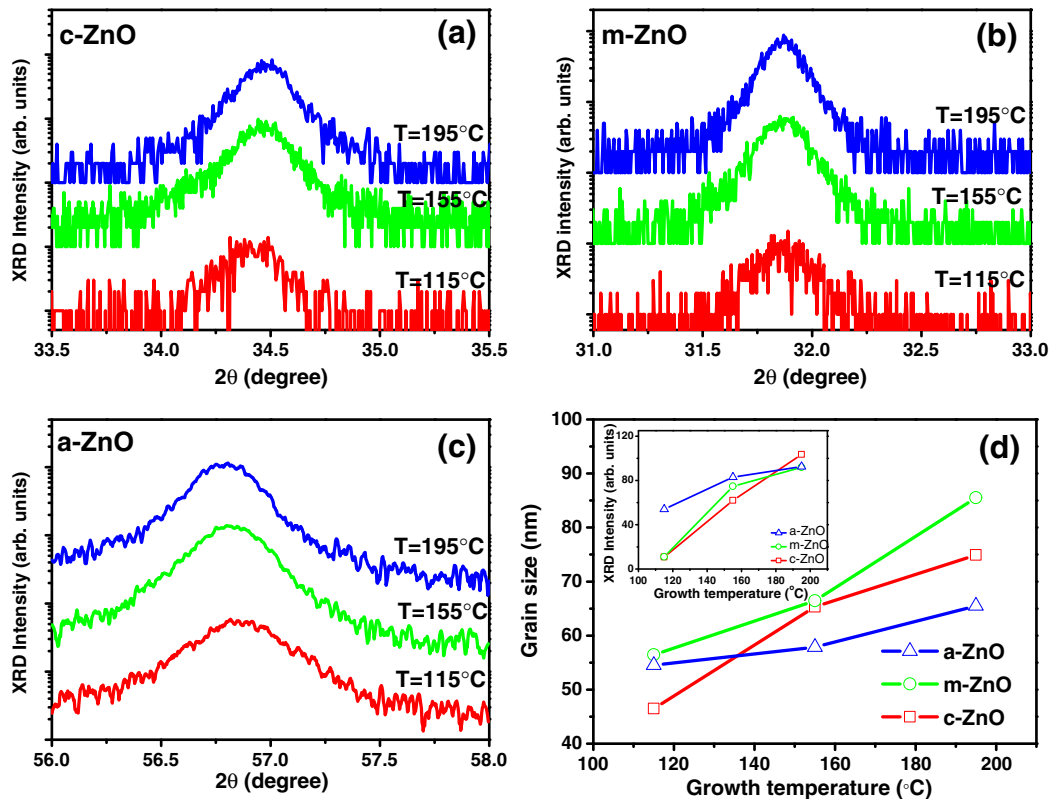 c-ZnO
(a)
XRD Intensity (arb. units)
T=195°C
T=155°C
T=115°C
33.5 34.0 34.5 35.0 35.5
2θ (degree)
m-ZnO
(b)
XRD intensity (arb. units)
T=195°C
T=155°C
T=115°C
31.0 31.5 32.0 32.5 33.0
2θ (degree)
a-ZnO
(c)
XRD Intensity (arb. units)
T=195°C
T=155°C
T=115°C
56.0 56.5 57.0 57.5 58.0
2θ (degree)
(d)
Grain size (nm)
100
90
80
70
60
50
40
100 120 140 160 180 200
Growth temperature (°C)
a-ZnO
m-ZnO
c-ZnO
XRD Intensity (arb. units)
120
80
40
0
100 120 140 160 180 200
Growth temperature (°C)
a-ZnO
m-ZnO
c-ZnO